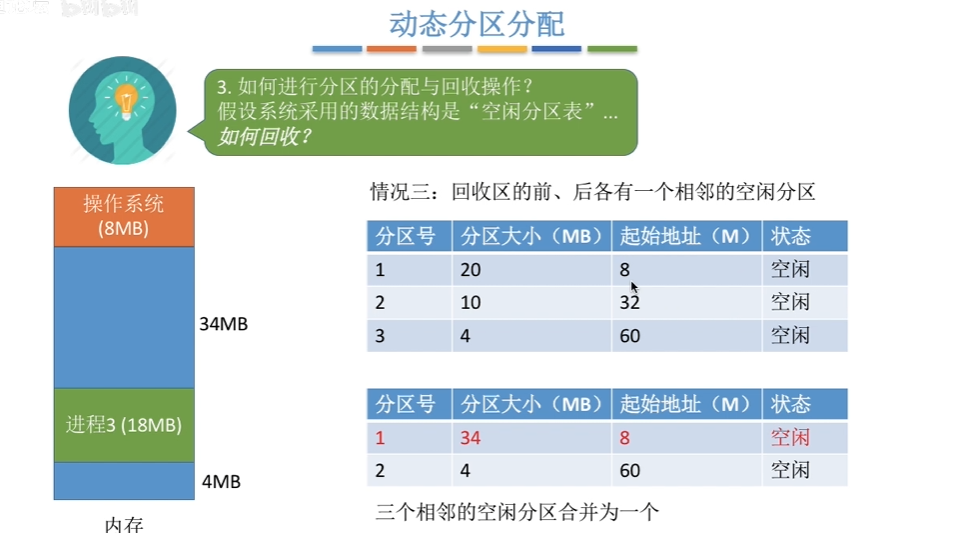 动态分区分配
3. 如何进行分区的分配与回收操作？
假设系统采用的数据结构是“空闲分区表”...
如何回收？
操作系统
(8MB)
34MB
进程3 (18MB)
4MB
内存
情况三：回收区的前、后各有一个相邻的空闲分区
分区号 分区大小（MB） 起始地址（M） 状态
1 20 8 空闲
2 10 32 空闲
3 4 60 空闲
分区号 分区大小（MB） 起始地址（M） 状态
1 34 8 空闲
2 4 60 空闲
三个相邻的空闲分区合并为一个